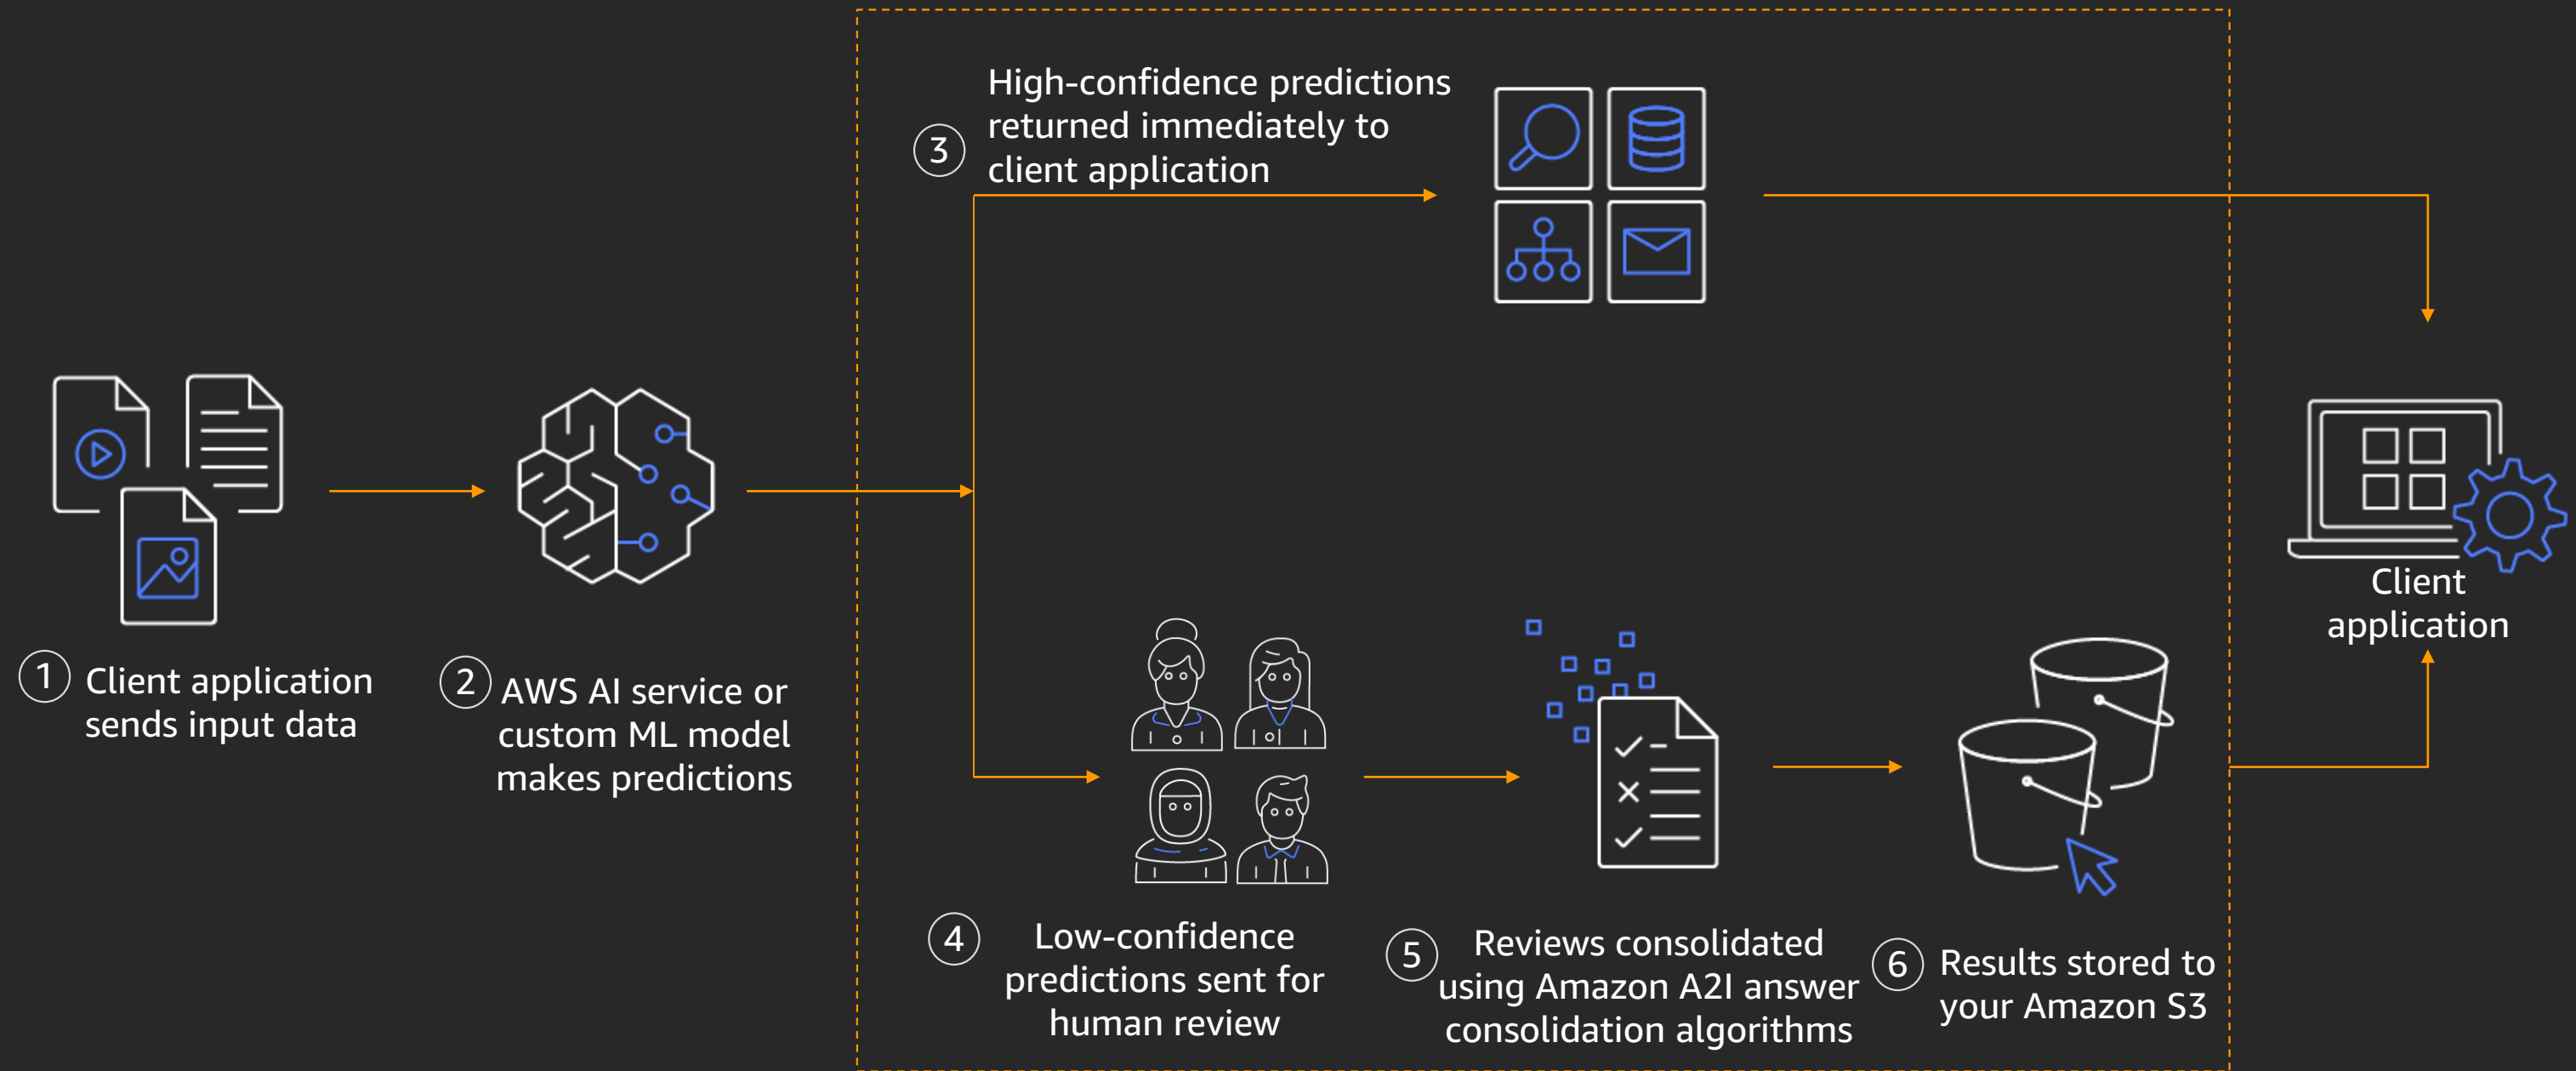 1
Client application
sends input data
2
AWS AI service or
custom ML model
makes predictions
3
High-confidence predictions
returned immediately to
client application
4
Low-confidence
predictions sent for
human review
5
Reviews consolidated
using Amazon A2I answer
consolidation algorithms
6
Results stored to
your Amazon S3
Client
application